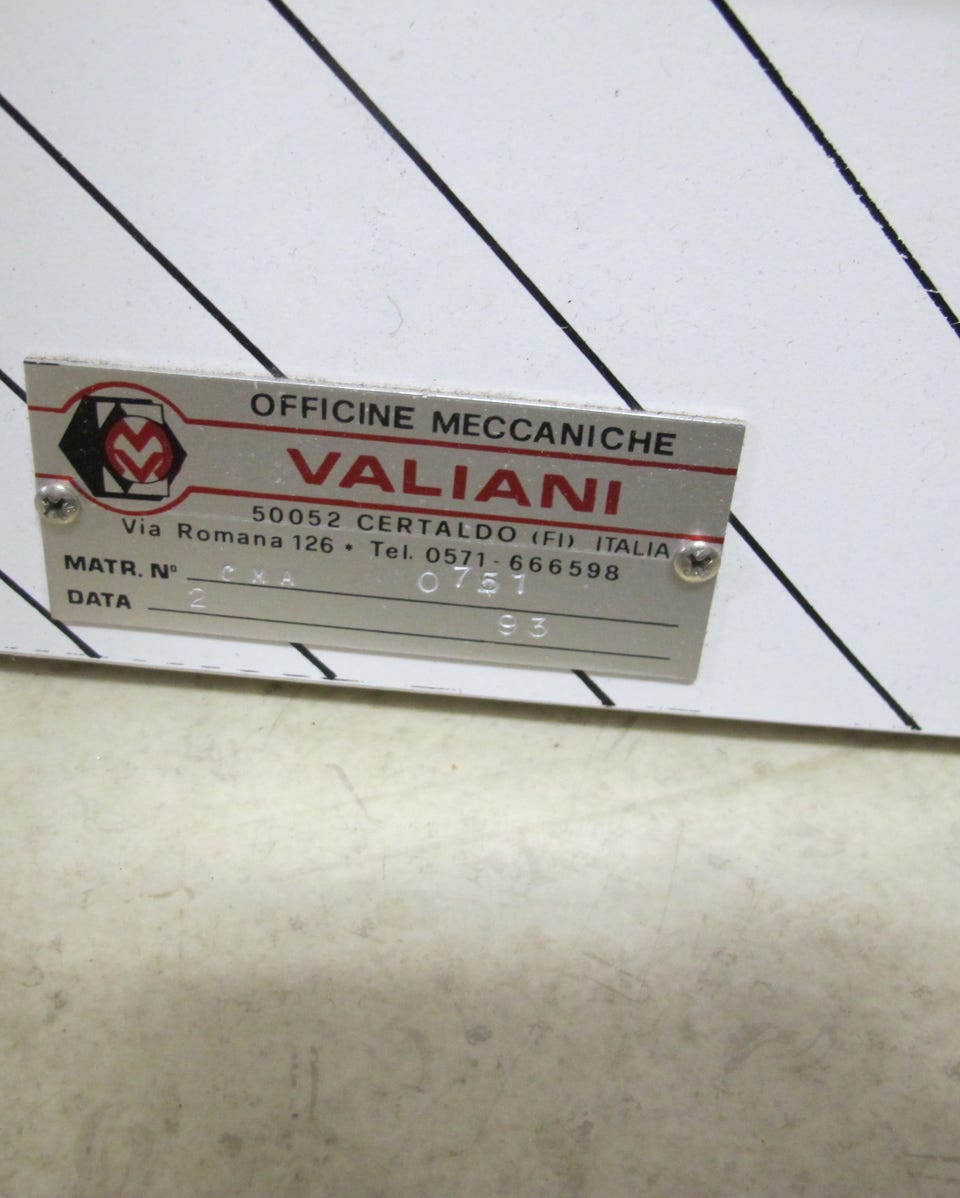 OFFICINE MECCANICHE
VALIANI
50052 CERTALDO (FI) ITALIA
Via Romana 126 * Tel. 0571-666598
MATR. Nº CMA 0751
DATA 2 93